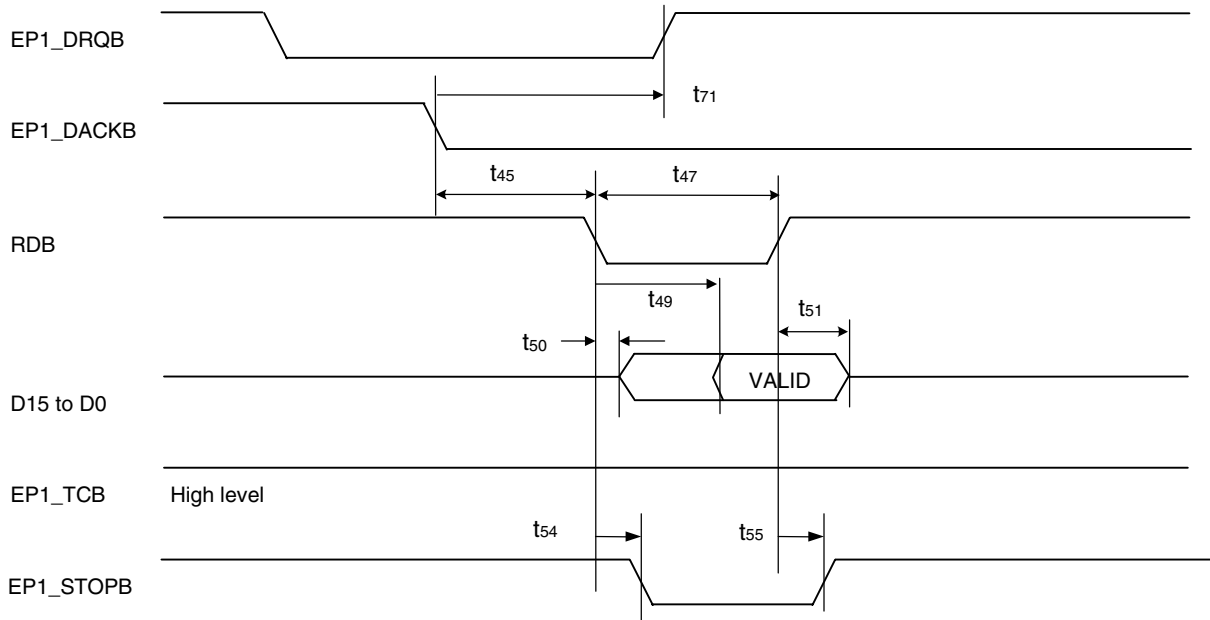 EP1_DRQB
t71
EP1_DACKB
t45
t47
RDB
t49
t51
t50
VALID
D15 to D0
EP1_TCB
High level
t54
t55
EP1_STOPB